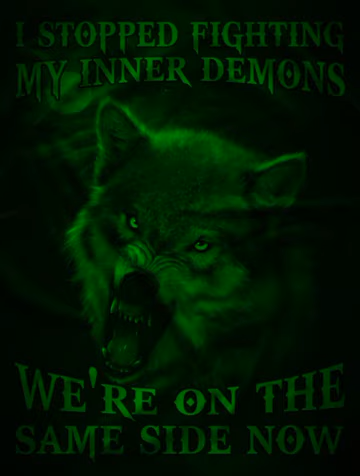 I STOPPED FIGHTING
MY INNER DEMONS
WE'RE ON THE
SAME SIDE NOW